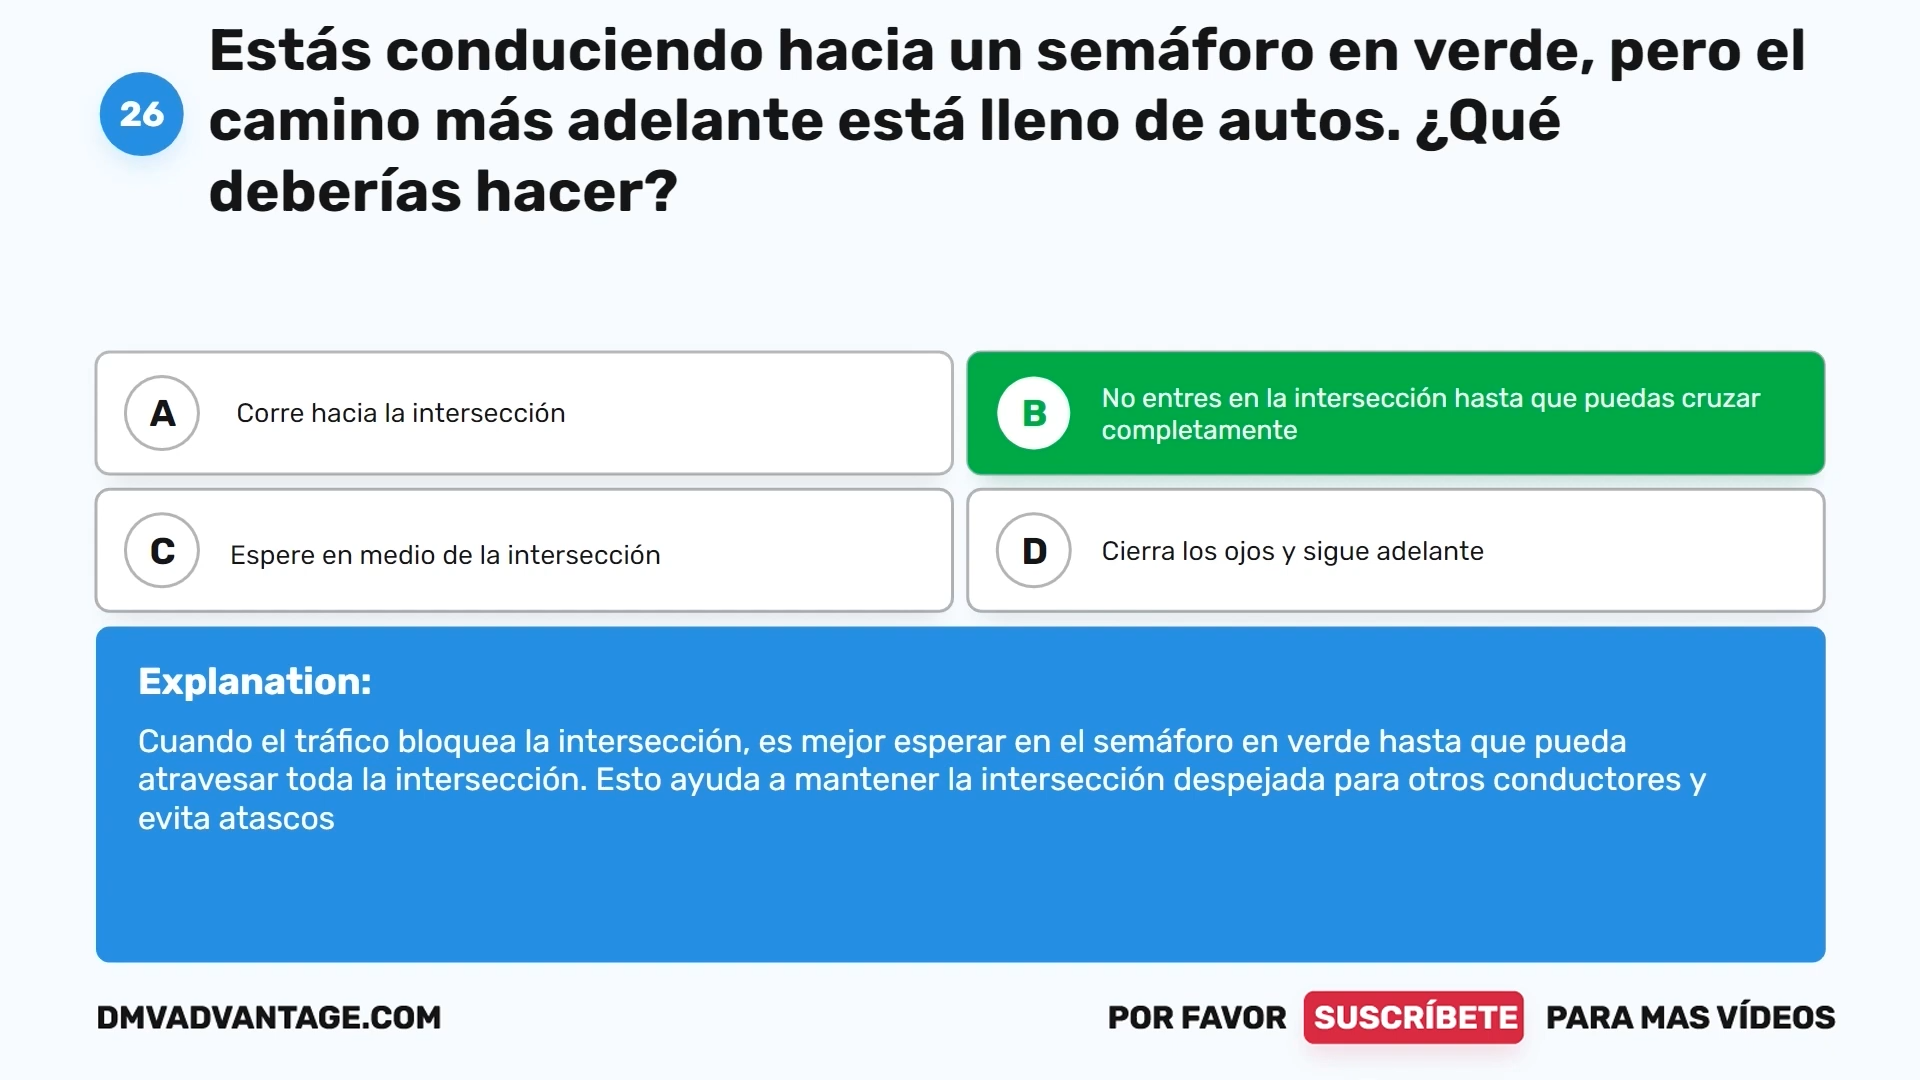 26
Estás conduciendo hacia un semáforo en verde, pero el
camino más adelante está lleno de autos. ¿Qué
deberías hacer?
A
Corre hacia la intersección
B
No entres en la intersección hasta que puedas cruzar
completamente
C
Espere en medio de la intersección
D
Cierra los ojos y sigue adelante
Explanation:
Cuando el tráfico bloquea la intersección, es mejor esperar en el semáforo en verde hasta que pueda
atravesar toda la intersección. Esto ayuda a mantener la intersección despejada para otros conductores y
evita atascos
DMVADVANTAGE.COM
POR FAVOR SUSCRÍBETE PARA MAS VÍDEOS